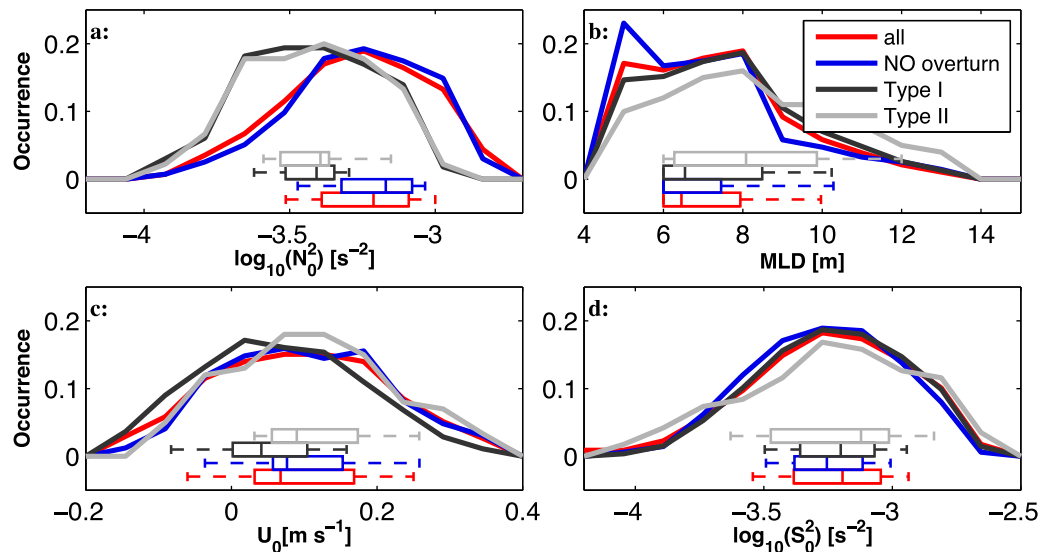 a:
Occurrence
0.2
0.1
0
−4
−3.5
−3
log10(N0²) [s−2]
b:
all
NO overturn
Type I
Type II
0.2
0.1
0
4
6
8
10
12
14
MLD [m]
c:
Occurrence
0.2
0.1
0
−0.2
0
0.2
0.4
U0[m s−1]
d:
0.2
0.1
0
−4
−3.5
−3
−2.5
log10(S0²) [s−2]